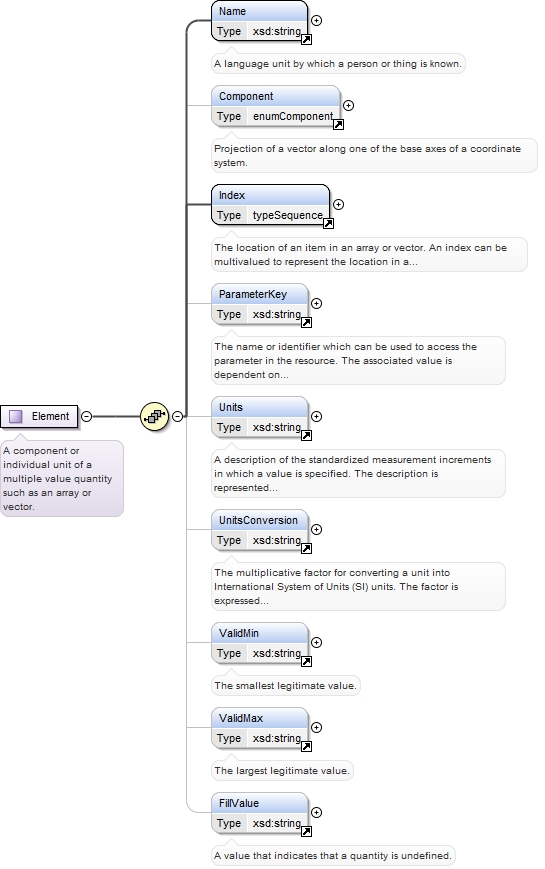 Name
Type xsd:string
A language unit by which a person or thing is known.
Component
Type enumComponent
Projection of a vector along one of the base axes of a coordinate
system.
Index
Type typeSequence
The location of an item in an array or vector. An index can be
multivalued to represent the location in a...
ParameterKey
Type xsd:string
The name or identifier which can be used to access the
parameter in the resource. The associated value is
dependent on...
Element
A component or
individual unit of a
multiple value quantity
such as an array or
vector.
Units
Type xsd:string
A description of the standardized measurement increments
in which a value is specified. The description is
represented...
UnitsConversion
Type xsd:string
The multiplicative factor for converting a unit into
International System of Units (SI) units. The factor is
expressed...
ValidMin
Type xsd:string
The smallest legitimate value.
ValidMax
Type xsd:string
The largest legitimate value.
FillValue
Type xsd:string
A value that indicates that a quantity is undefined.